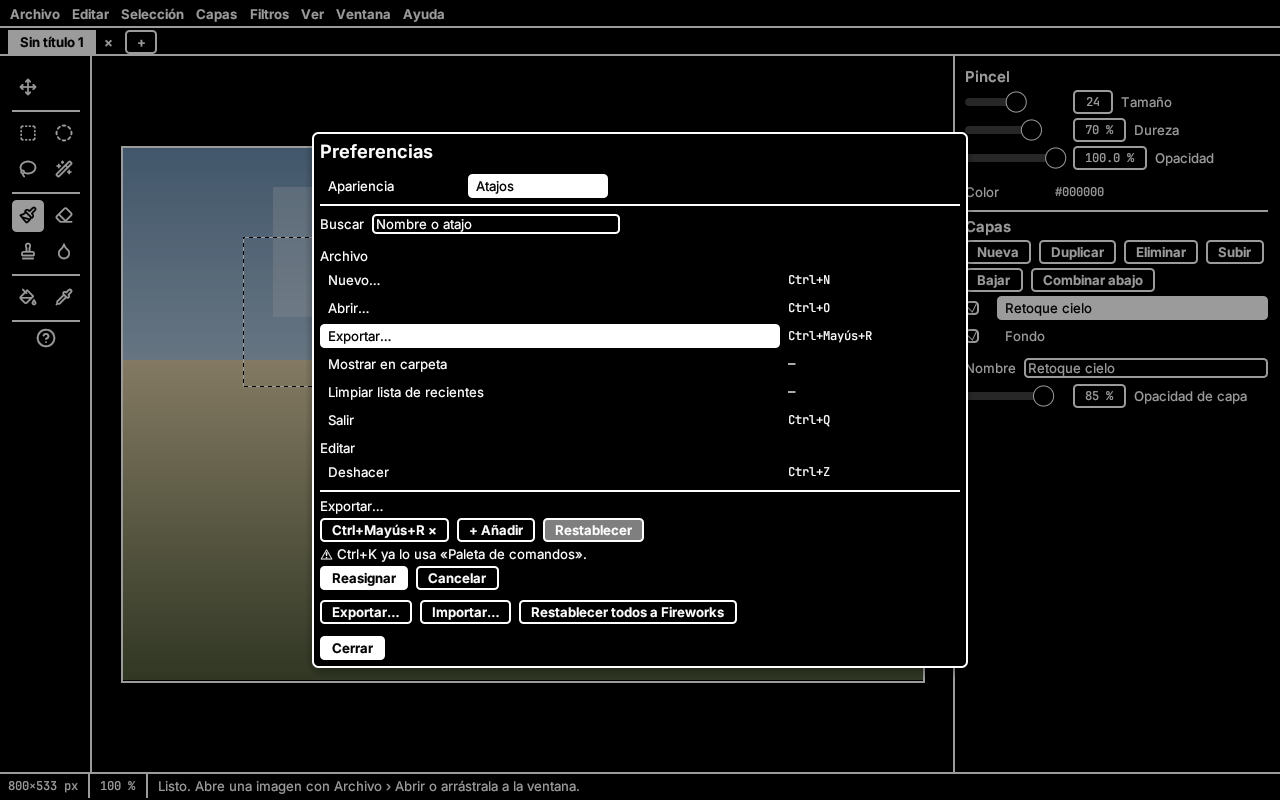 Archivo Editar Selección Capas Filtros Ver Ventana Ayuda
Sin título 1 × +
Pincel
24 Tamaño
70 % Dureza
100.0 % Opacidad
Color #000000
Capas
Nueva Duplicar Eliminar Subir
Bajar Combinar abajo
Retoque cielo
Fondo
Nombre Retoque cielo
85 % Opacidad de capa
Preferencias
Apariencia Atajos
Buscar Nombre o atajo
Archivo
Nuevo... Ctrl+N
Abrir... Ctrl+O
Exportar... Ctrl+Mayús+R
Mostrar en carpeta —
Limpiar lista de recientes —
Salir Ctrl+Q
Editar
Deshacer Ctrl+Z
Exportar...
Ctrl+Mayús+R × + Añadir Restablecer
⚠ Ctrl+K ya lo usa «Paleta de comandos».
Reasignar Cancelar
Exportar... Importar... Restablecer todos a Fireworks
Cerrar
800×533 px 100 % Listo. Abre una imagen con Archivo › Abrir o arrástrala a la ventana.